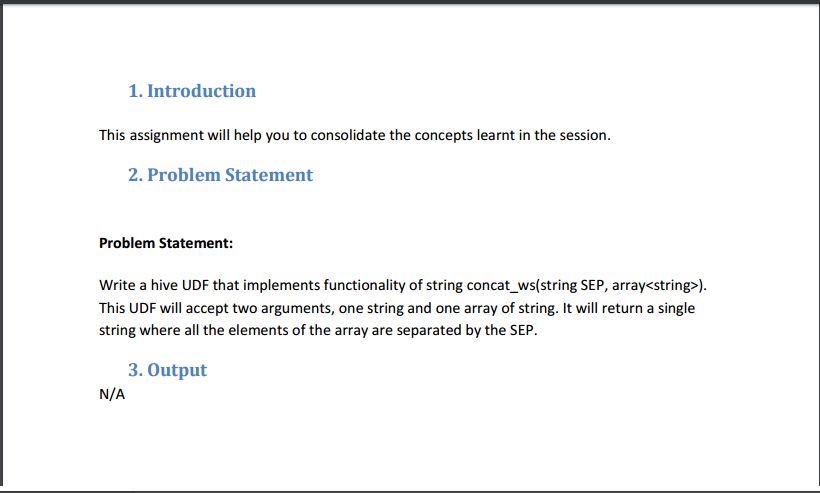 1. Introduction
This assignment will help you to consolidate the concepts learnt in the session.
2. Problem Statement
Problem Statement:
Write a hive UDF that implements functionality of string concat_ws(string SEP, array<string>).
This UDF will accept two arguments, one string and one array of string. It will return a single
string where all the elements of the array are separated by the SEP.
3. Output
N/A